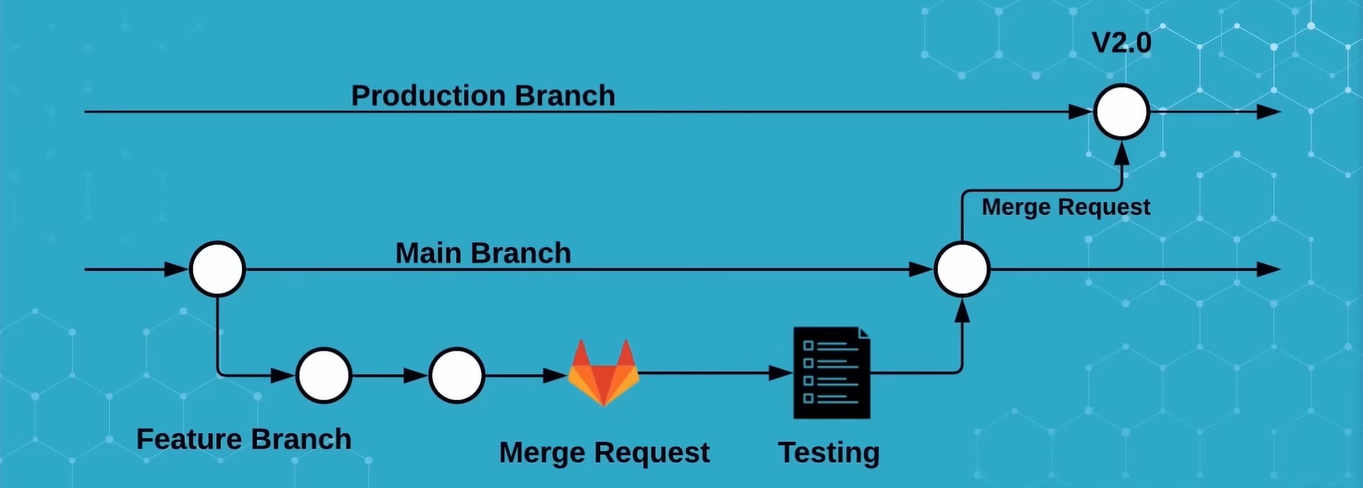 V2.0
Production Branch
Merge Request
Main Branch
Feature Branch
Merge Request
Testing